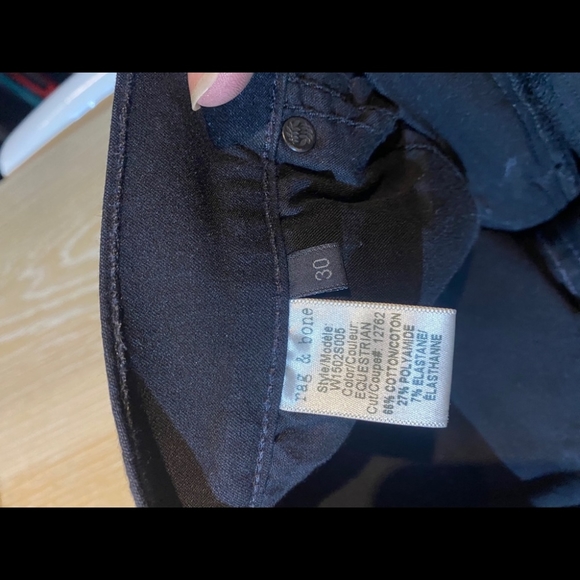 30
rag & bone
Style/Modèle:
W1502S005
Color/Couleur:
EQUESTRIAN
Cut/Coupe# 12762
66% COTTON/COTON
27% POLYAMIDE
7% ELASTANE/
ÉLASTHANNE